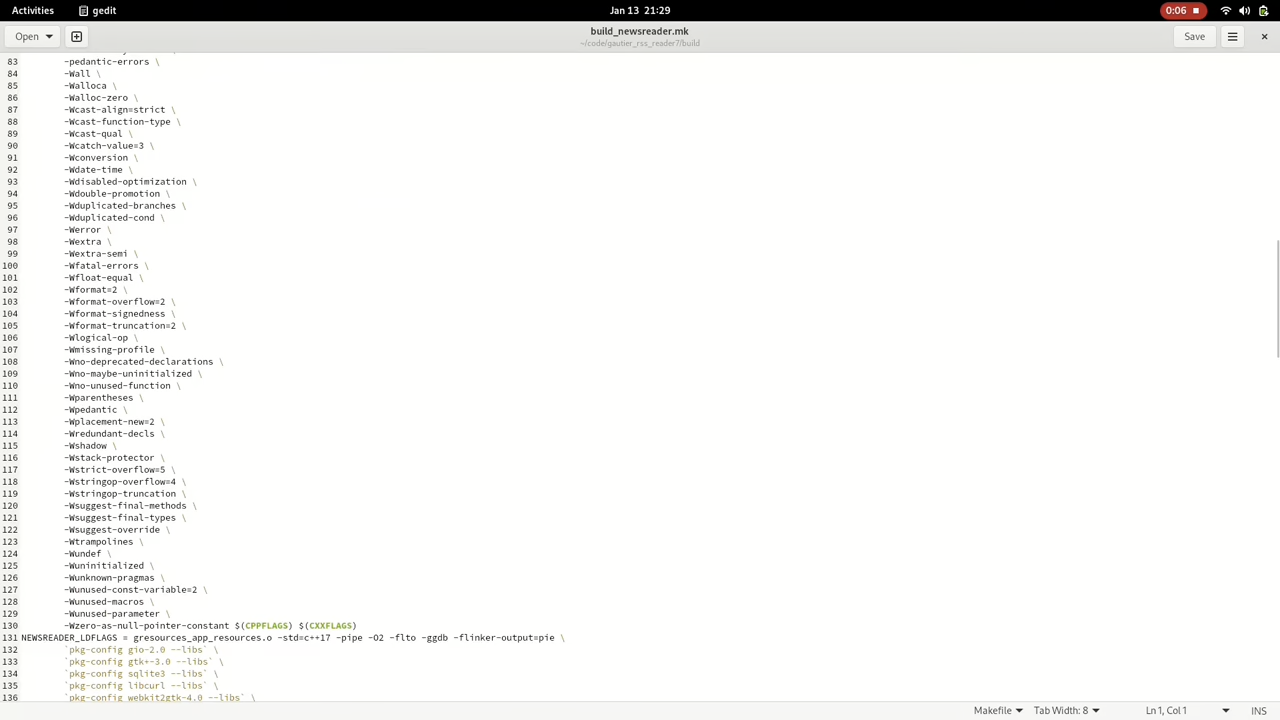 Activities gedit Jan 13 21:29 0:06
Open build_newsreader.mk Save
~/code/gautier_rss_reader7/build
83 -pedantic-errors \
84 -Wall \
85 -Walloca \
86 -Walloc-zero \
87 -Wcast-align=strict \
88 -Wcast-function-type \
89 -Wcast-qual \
90 -Wcatch-value=3 \
91 -Wconversion \
92 -Wdate-time \
93 -Wdisabled-optimization \
94 -Wdouble-promotion \
95 -Wduplicated-branches \
96 -Wduplicated-cond \
97 -Werror \
98 -Wextra \
99 -Wextra-semi \
100 -Wfatal-errors \
101 -Wfloat-equal \
102 -Wformat=2 \
103 -Wformat-overflow=2 \
104 -Wformat-signedness \
105 -Wformat-truncation=2 \
106 -Wlogical-op \
107 -Wmissing-profile \
108 -Wno-deprecated-declarations \
109 -Wno-maybe-uninitialized \
110 -Wno-unused-function \
111 -Wparentheses \
112 -Wpedantic \
113 -Wplacement-new=2 \
114 -Wredundant-decls \
115 -Wshadow \
116 -Wstack-protector \
117 -Wstrict-overflow=5 \
118 -Wstringop-overflow=4 \
119 -Wstringop-truncation \
120 -Wsuggest-final-methods \
121 -Wsuggest-final-types \
122 -Wsuggest-override \
123 -Wtrampolines \
124 -Wundef \
125 -Wuninitialized \
126 -Wunknown-pragmas \
127 -Wunused-const-variable=2 \
128 -Wunused-macros \
129 -Wunused-parameter \
130 -Wzero-as-null-pointer-constant $(CPPFLAGS) $(CXXFLAGS)
131 NEWSREADER_LDFLAGS = gresources_app_resources.o -std=c++17 -pipe -O2 -flto -ggdb -flinker-output=pie \
132 `pkg-config gio-2.0 --libs` \
133 `pkg-config gtk+-3.0 --libs` \
134 `pkg-config sqlite3 --libs` \
135 `pkg-config libcurl --libs` \
136 `pkg-config webkit2gtk-4.0 --libs` \
Makefile Tab Width: 8 Ln 1, Col 1 INS